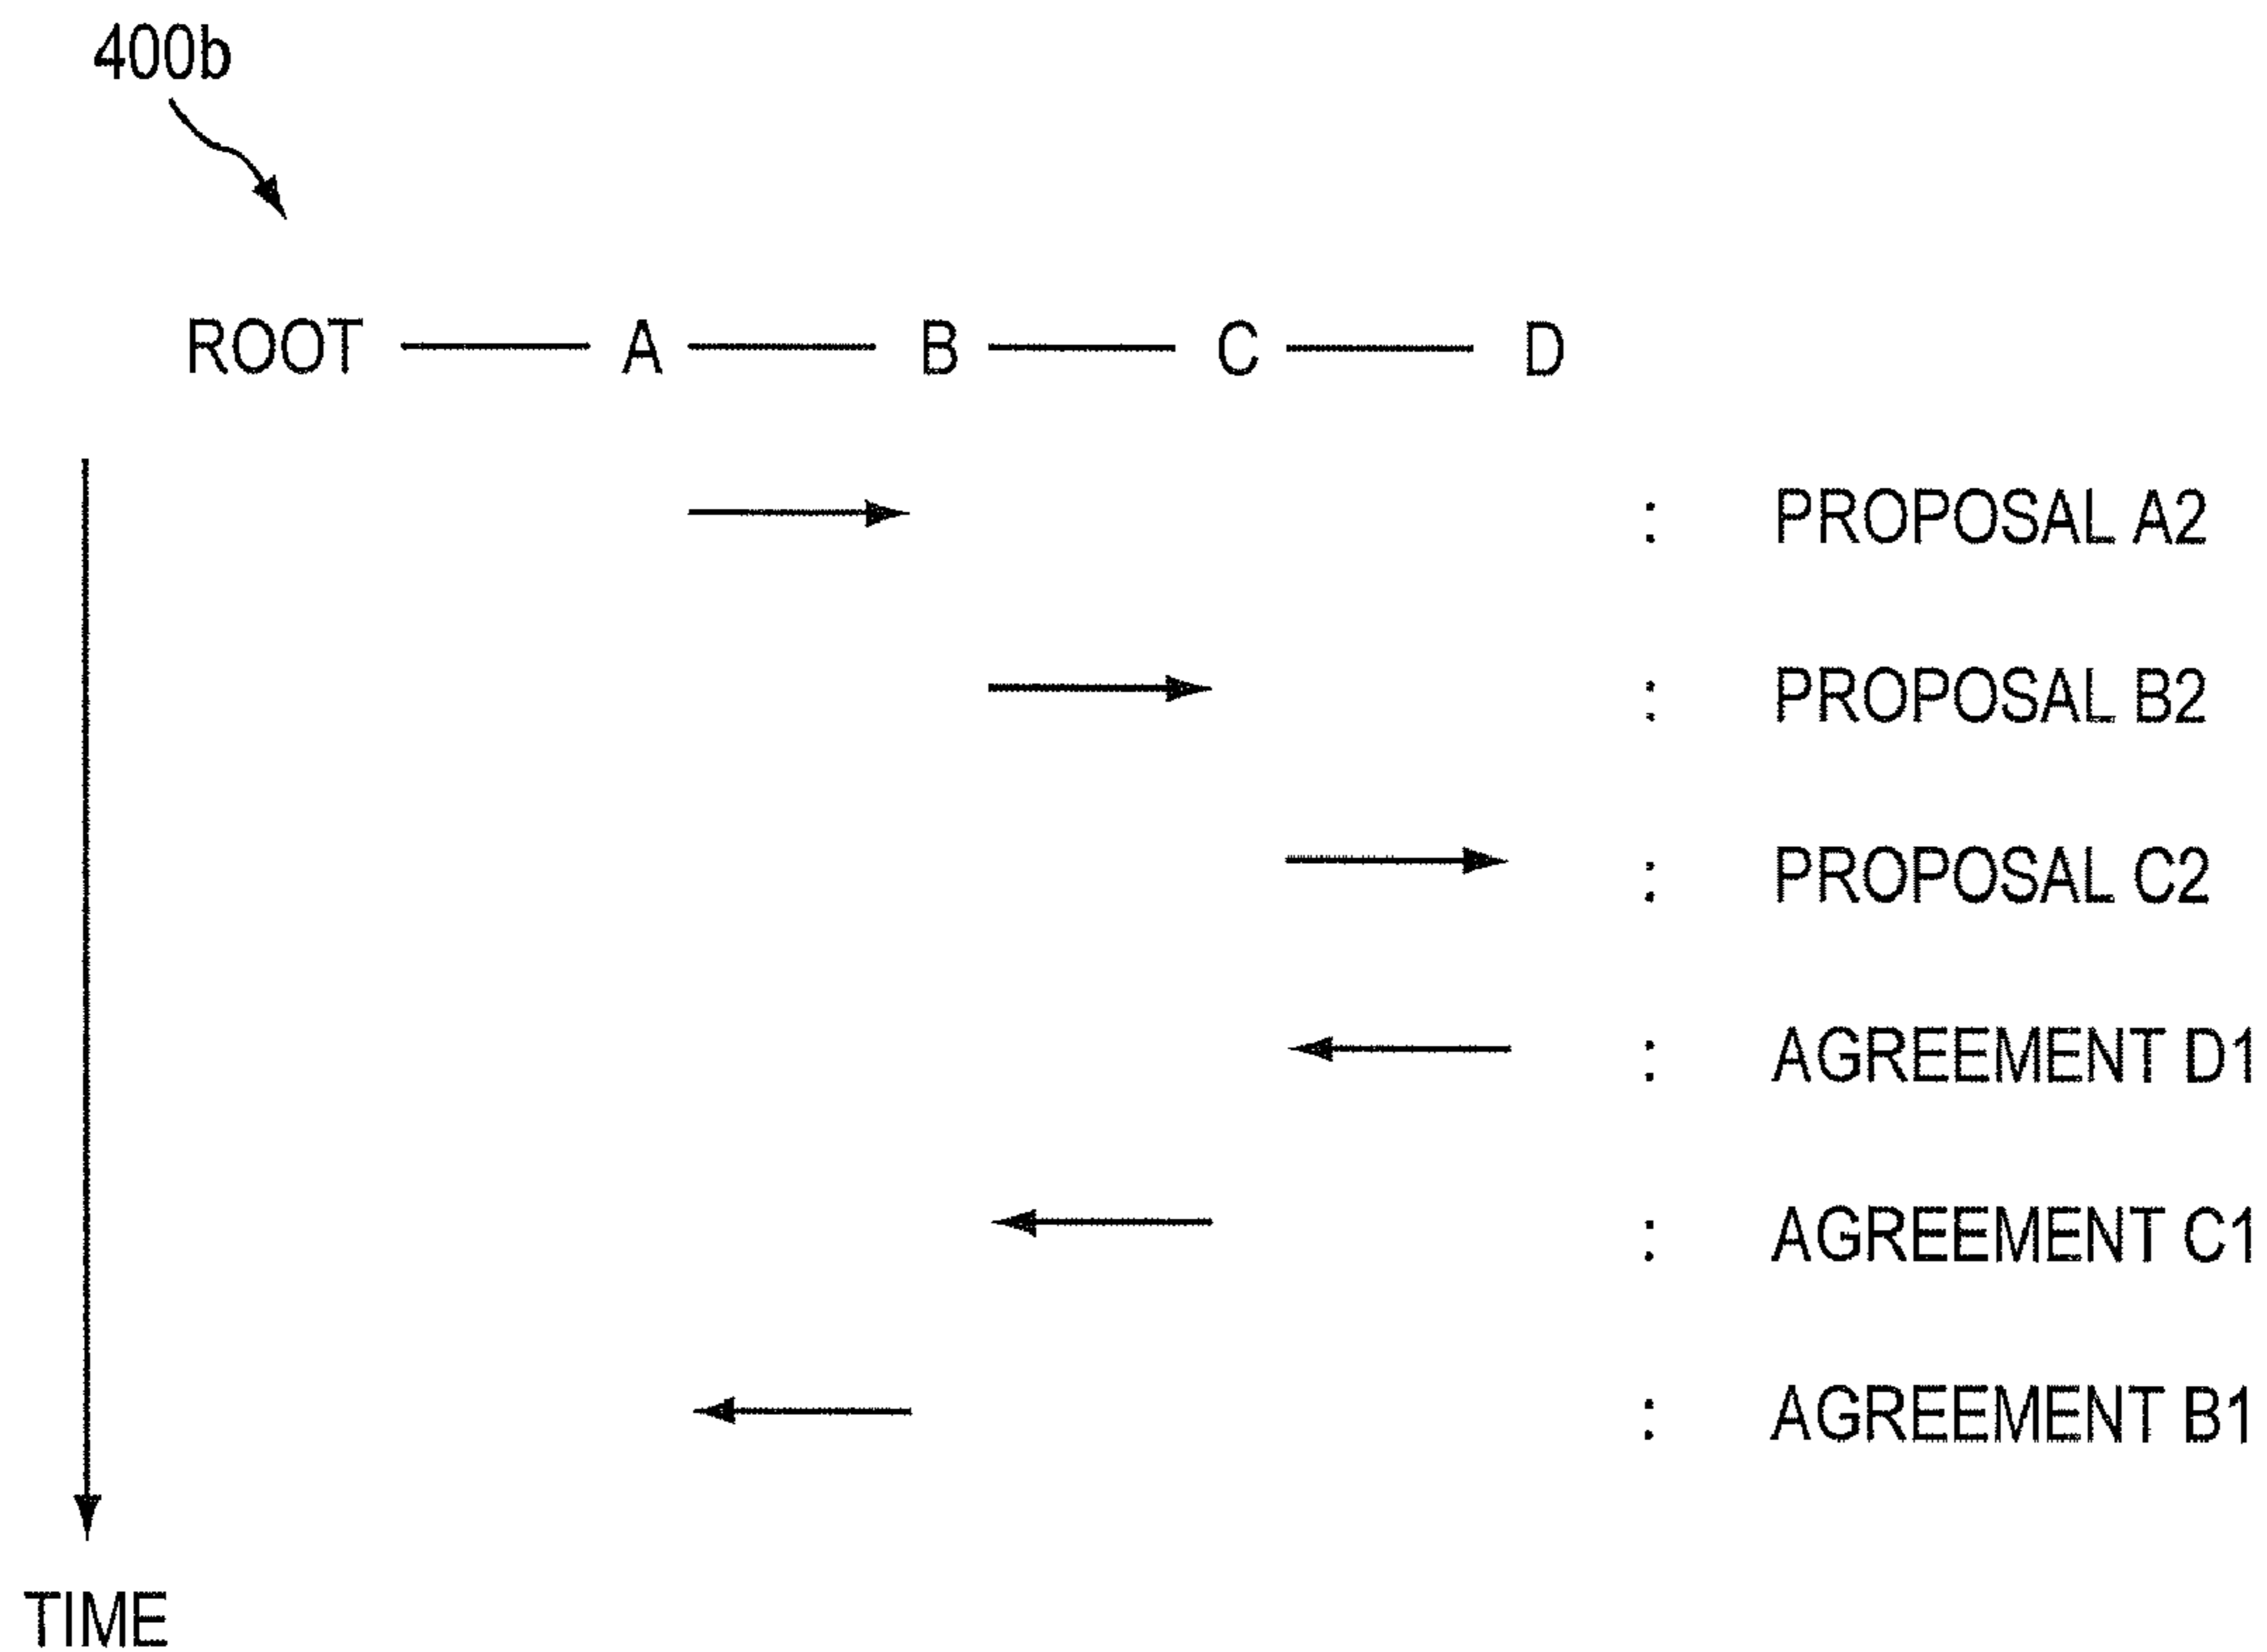 400b
ROOT A B C D
: PROPOSAL A2
: PROPOSAL B2
: PROPOSAL C2
: AGREEMENT D1
: AGREEMENT C1
: AGREEMENT B1
TIME